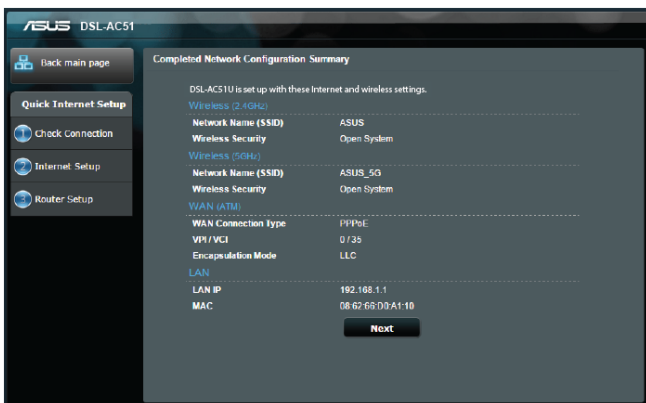 ASUS DSL-AC51
Back main page
Quick Internet Setup
1 Check Connection
2 Internet Setup
3 Router Setup
Completed Network Configuration Summary
DSL-AC51U is set up with these Internet and wireless settings.
Wireless (2.4GHz)
Network Name (SSID) ASUS
Wireless Security Open System
Wireless (5GHz)
Network Name (SSID) ASUS_5G
Wireless Security Open System
WAN (ATM)
WAN Connection Type PPPoE
VPI / VCI 0 / 35
Encapsulation Mode LLC
LAN
LAN IP 192.168.1.1
MAC 08:62:66:D0:A1:10
Next